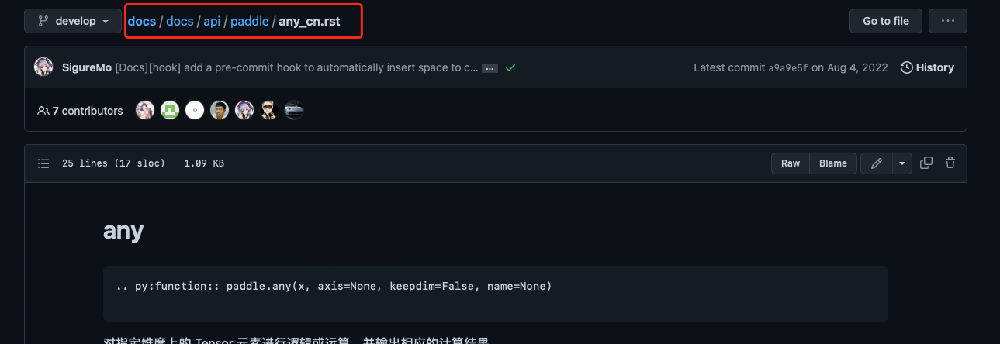 develop docs / docs / api / paddle / any_cn.rst Go to file ...
SigureMo [Docs][hook] add a pre-commit hook to automatically insert space to c... ... Latest commit a9a9e5f on Aug 4, 2022 History
7 contributors
25 lines (17 sloc) 1.09 KB Raw Blame
any
.. py:function:: paddle.any(x, axis=None, keepdim=False, name=None)
对指定维度上的 Tensor 元素进行逻辑或运算，并输出相应的计算结果